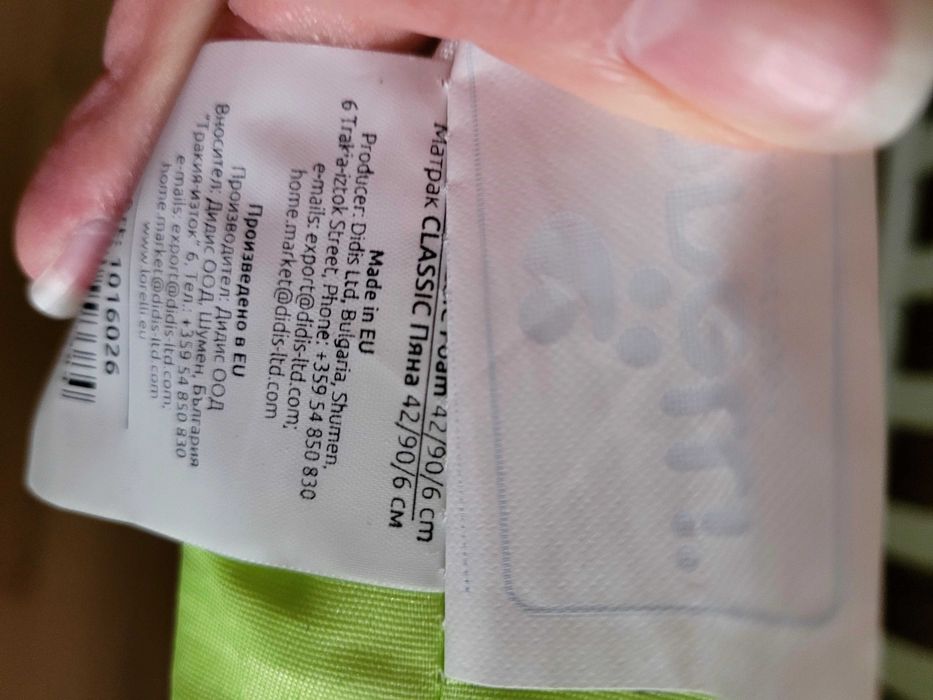 Foam 42/90/6 cm
Матрак CLASSIC Пяна 42/90/6 см
Made in EU
Producer: Didis Ltd, Bulgaria, Shumen,
6 Trakia-iztok Street, Phone: +359 54 850 830
e-mails: export@didis-ltd.com;
home.market@didis-ltd.com
Произведено в EU
Производител: Дидис ООД
Вносител: Дидис ООД, Шумен, България
"Тракия-изток" 6, Тел.: +359 54 850 830
e-mails: export@didis-ltd.com;
home.market@didis-ltd.com
www.lorelli.eu
1016026